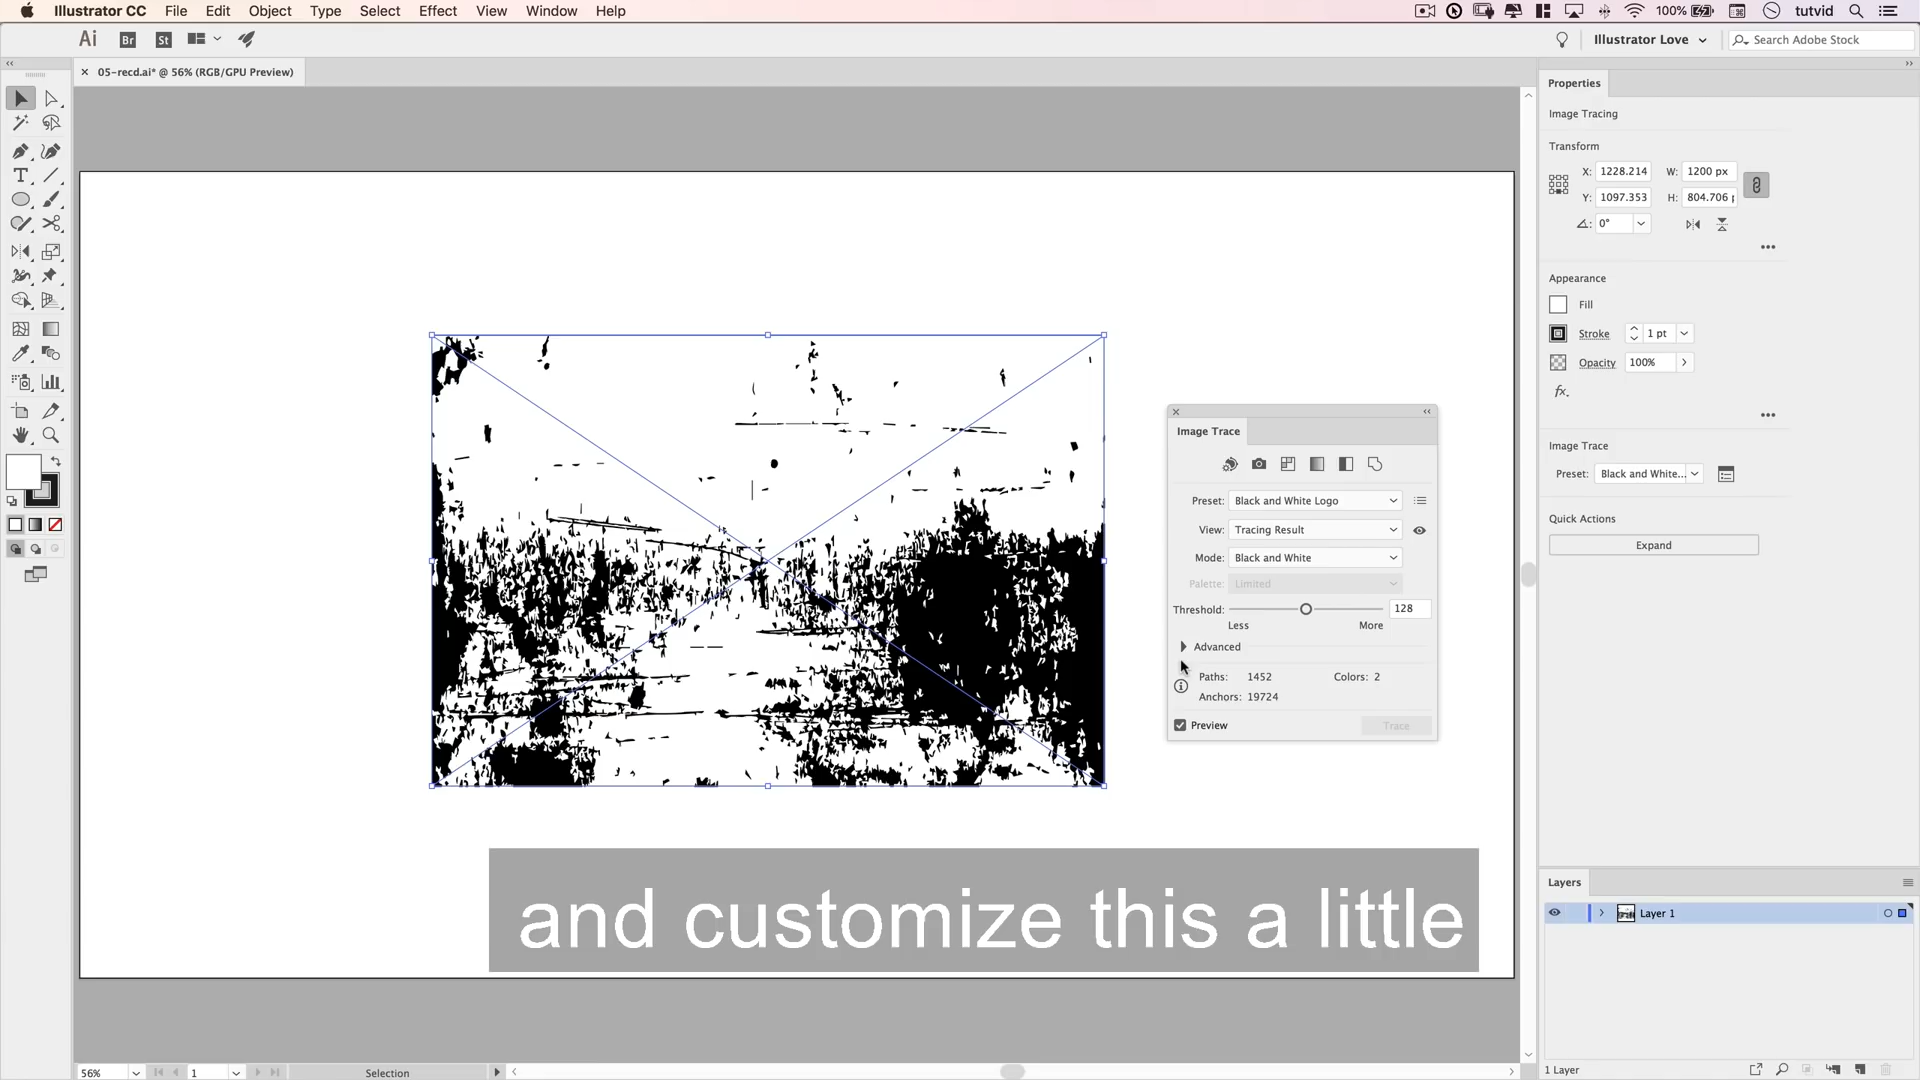 Illustrator CC File Edit Object Type Select Effect View Window Help
100% tutvid
Ai Br St
Illustrator Love
Search Adobe Stock
05-recd.ai* @ 56% (RGB/GPU Preview)
Properties
Image Tracing
Transform
X: 1228.214 W: 1200 px
Y: 1097.353 H: 804.706 p
0°
Appearance
Fill
Stroke 1 pt
Opacity 100%
fx.
Image Trace
Preset: Black and White...
Quick Actions
Expand
Image Trace
Preset: Black and White Logo
View: Tracing Result
Mode: Black and White
Palette: Limited
Threshold: 128
Less More
Advanced
Paths: 1452 Colors: 2
Anchors: 19724
Preview Trace
and customize this a little
Layers
Layer 1
1 Layer
56% 1 Selection